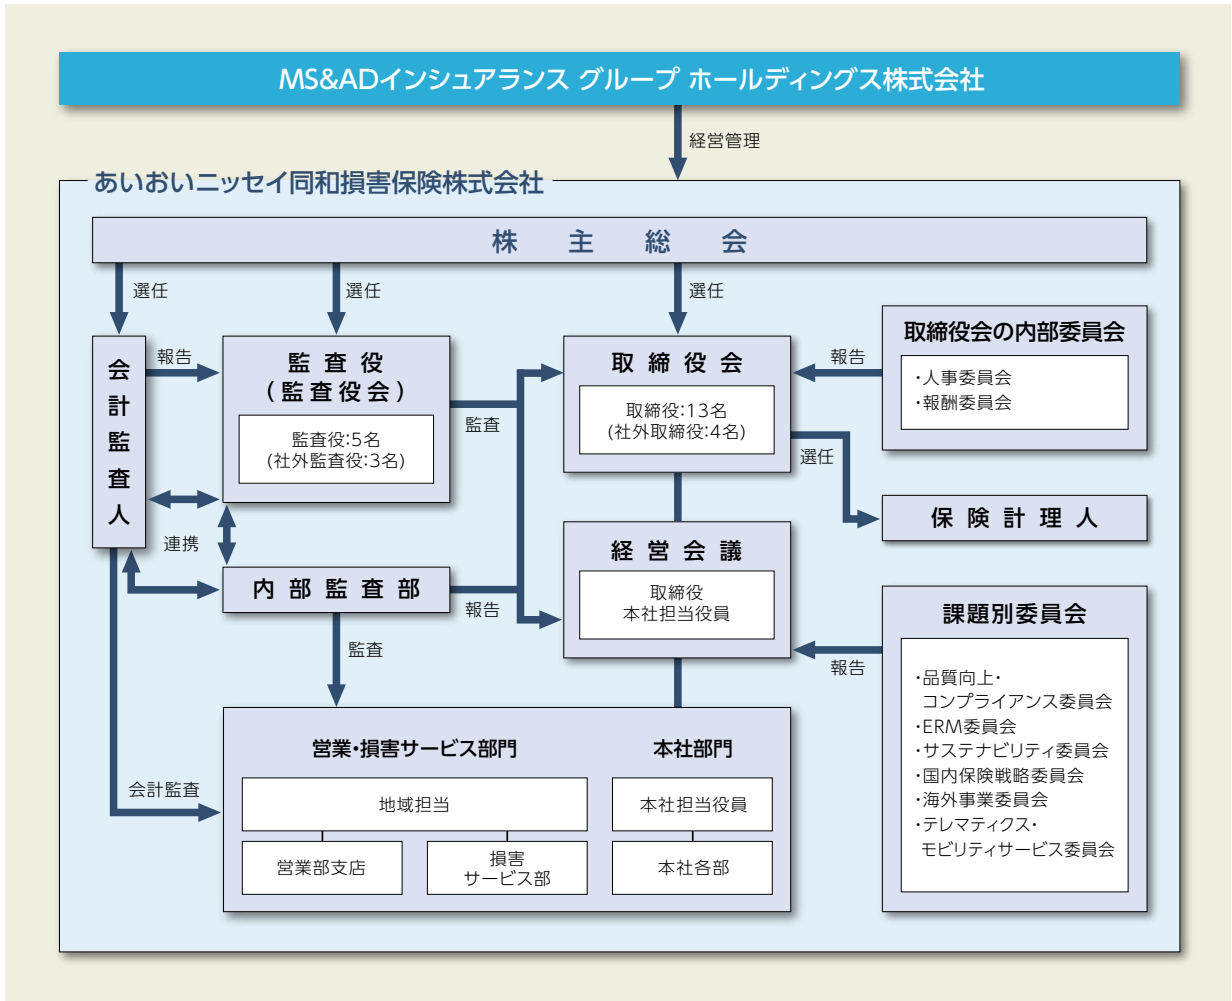 MS&ADインシュアランス グループ ホールディングス株式会社
経営管理
あいおいニッセイ同和損害保険株式会社
株主総会
選任
選任
選任
会計監査人
報告
監査役
(監査役会)
監査役:5名
(社外監査役:3名)
監査
取締役会
取締役:13名
(社外取締役:4名)
報告
取締役会の内部委員会
・人事委員会
・報酬委員会
選任
保険計理人
連携
内部監査部
報告
経営会議
取締役
本社担当役員
報告
課題別委員会
・品質向上・
コンプライアンス委員会
・ERM委員会
・サステナビリティ委員会
・国内保険戦略委員会
・海外事業委員会
・テレマティクス・
モビリティサービス委員会
監査
会計監査
営業・損害サービス部門
地域担当
営業部支店
損害
サービス部
本社部門
本社担当役員
本社各部